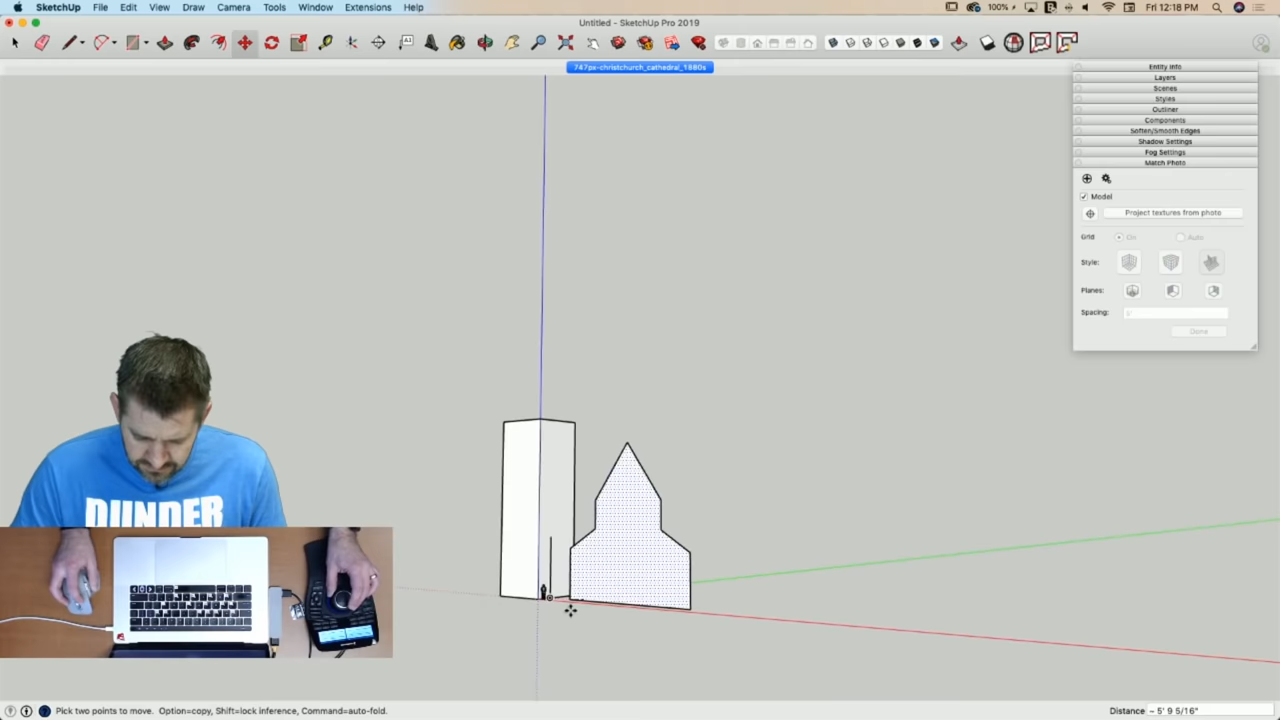 SketchUp File Edit View Draw Tools Camera Window Extensions Help
100% Fri 12:18 PM
Untitled - SketchUp Pro 2019
747px-christchurch_cathedral_1880s
Entity Info
Layers
Scenes
Styles
Outliner
Components
Soften/Smooth Edges
Shadow Settings
Fog Settings
Match Photo
Model
Project textures from photo
Grid On Auto
Style:
Planes:
Spacing:
Done
DUNDER
Pick two points to move. Option=copy, Shift=lock inference, Command=auto-fold.
Distance ~ 5' 9 5/16"